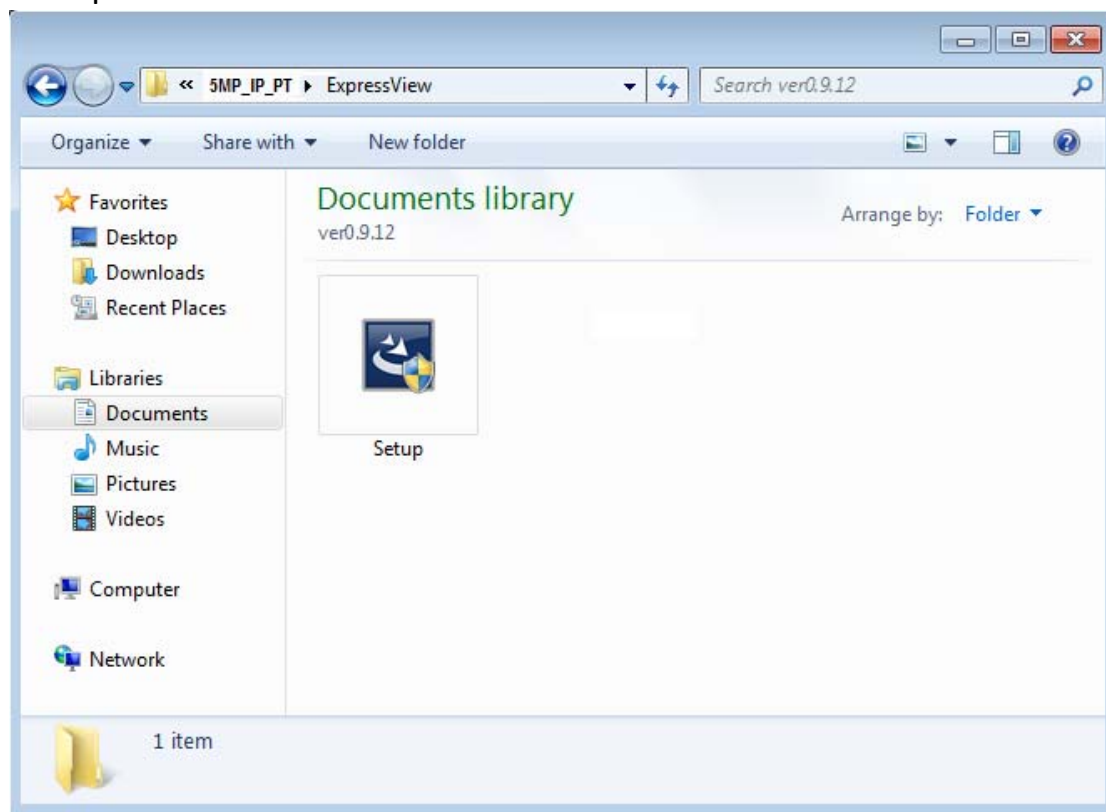 « 5MP_IP_PT ▸ ExpressView
Search ver0.9.12
Organize ▾ Share with ▾ New folder
Favorites
Desktop
Downloads
Recent Places
Libraries
Documents
Music
Pictures
Videos
Computer
Network
Documents library
ver0.9.12
Arrange by: Folder ▾
Setup
1 item